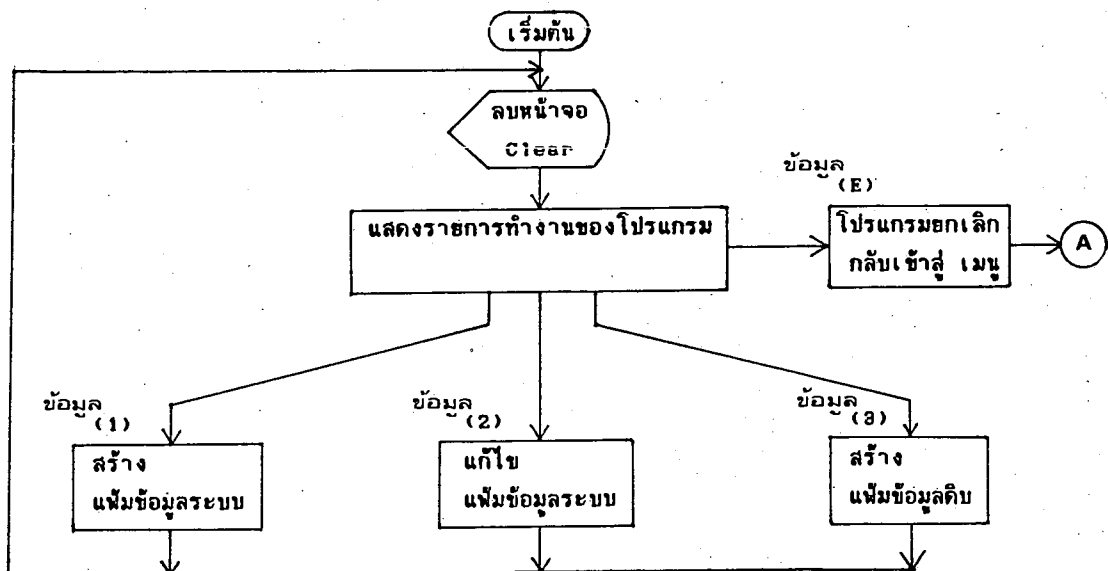 เริ่มต้น
ลบหน้าจอ
Clear
แสดงรายการทำงานของโปรแกรม
ข้อมูล
(E)
โปรแกรมยกเลิก
กลับเข้าสู่ เมนู
A
ข้อมูล
(1)
สร้าง
แฟ้มข้อมูลระบบ
ข้อมูล
(2)
แก้ไข
แฟ้มข้อมูลระบบ
ข้อมูล
(3)
สร้าง
แฟ้มข้อมูลดิบ